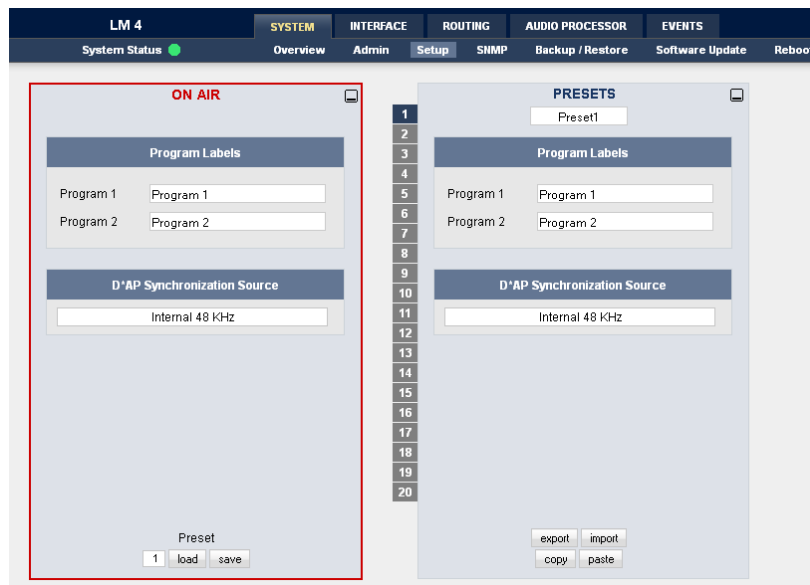 LM 4 SYSTEM INTERFACE ROUTING AUDIO PROCESSOR EVENTS
System Status Overview Admin Setup SNMP Backup / Restore Software Update Reboo
ON AIR
Program Labels
Program 1 Program 1
Program 2 Program 2
D*AP Synchronization Source
Internal 48 KHz
Preset
1 load save
1
2
3
4
5
6
7
8
9
10
11
12
13
14
15
16
17
18
19
20
PRESETS
Preset1
Program Labels
Program 1 Program 1
Program 2 Program 2
D*AP Synchronization Source
Internal 48 KHz
export import
copy paste